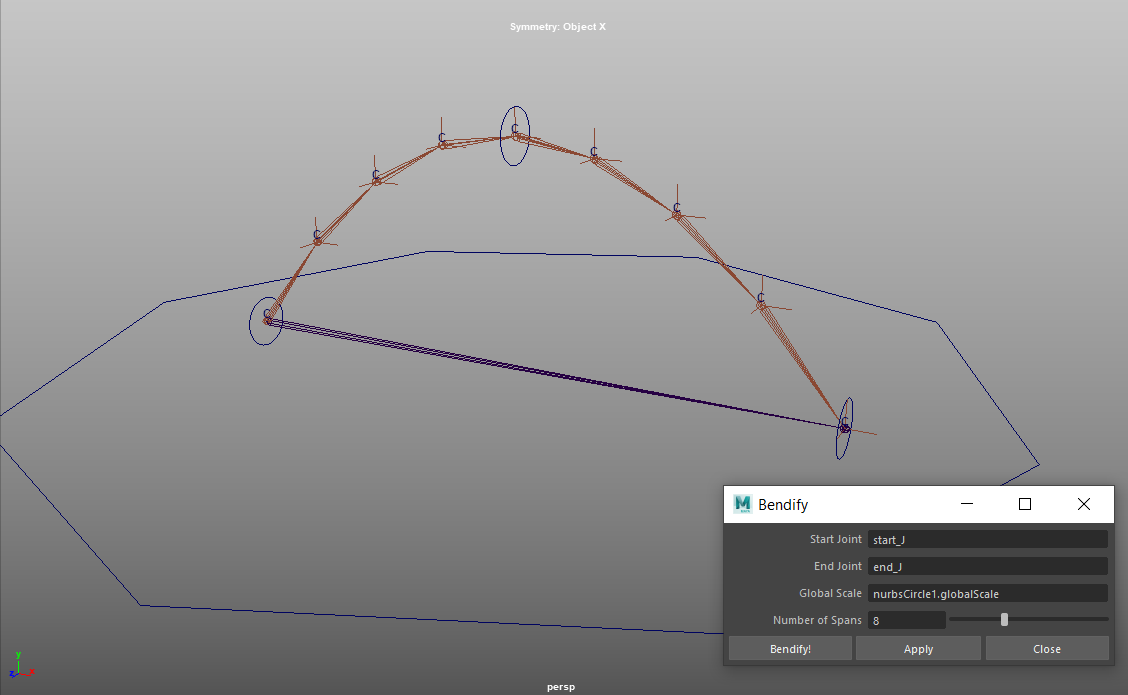 Symmetry: Object X
C
C
C
C
C
C
C
C
C
Bendify
Start Joint start_J
End Joint end_J
Global Scale nurbsCircle1.globalScale
Number of Spans 8
Bendify! Apply Close
y
z x
persp